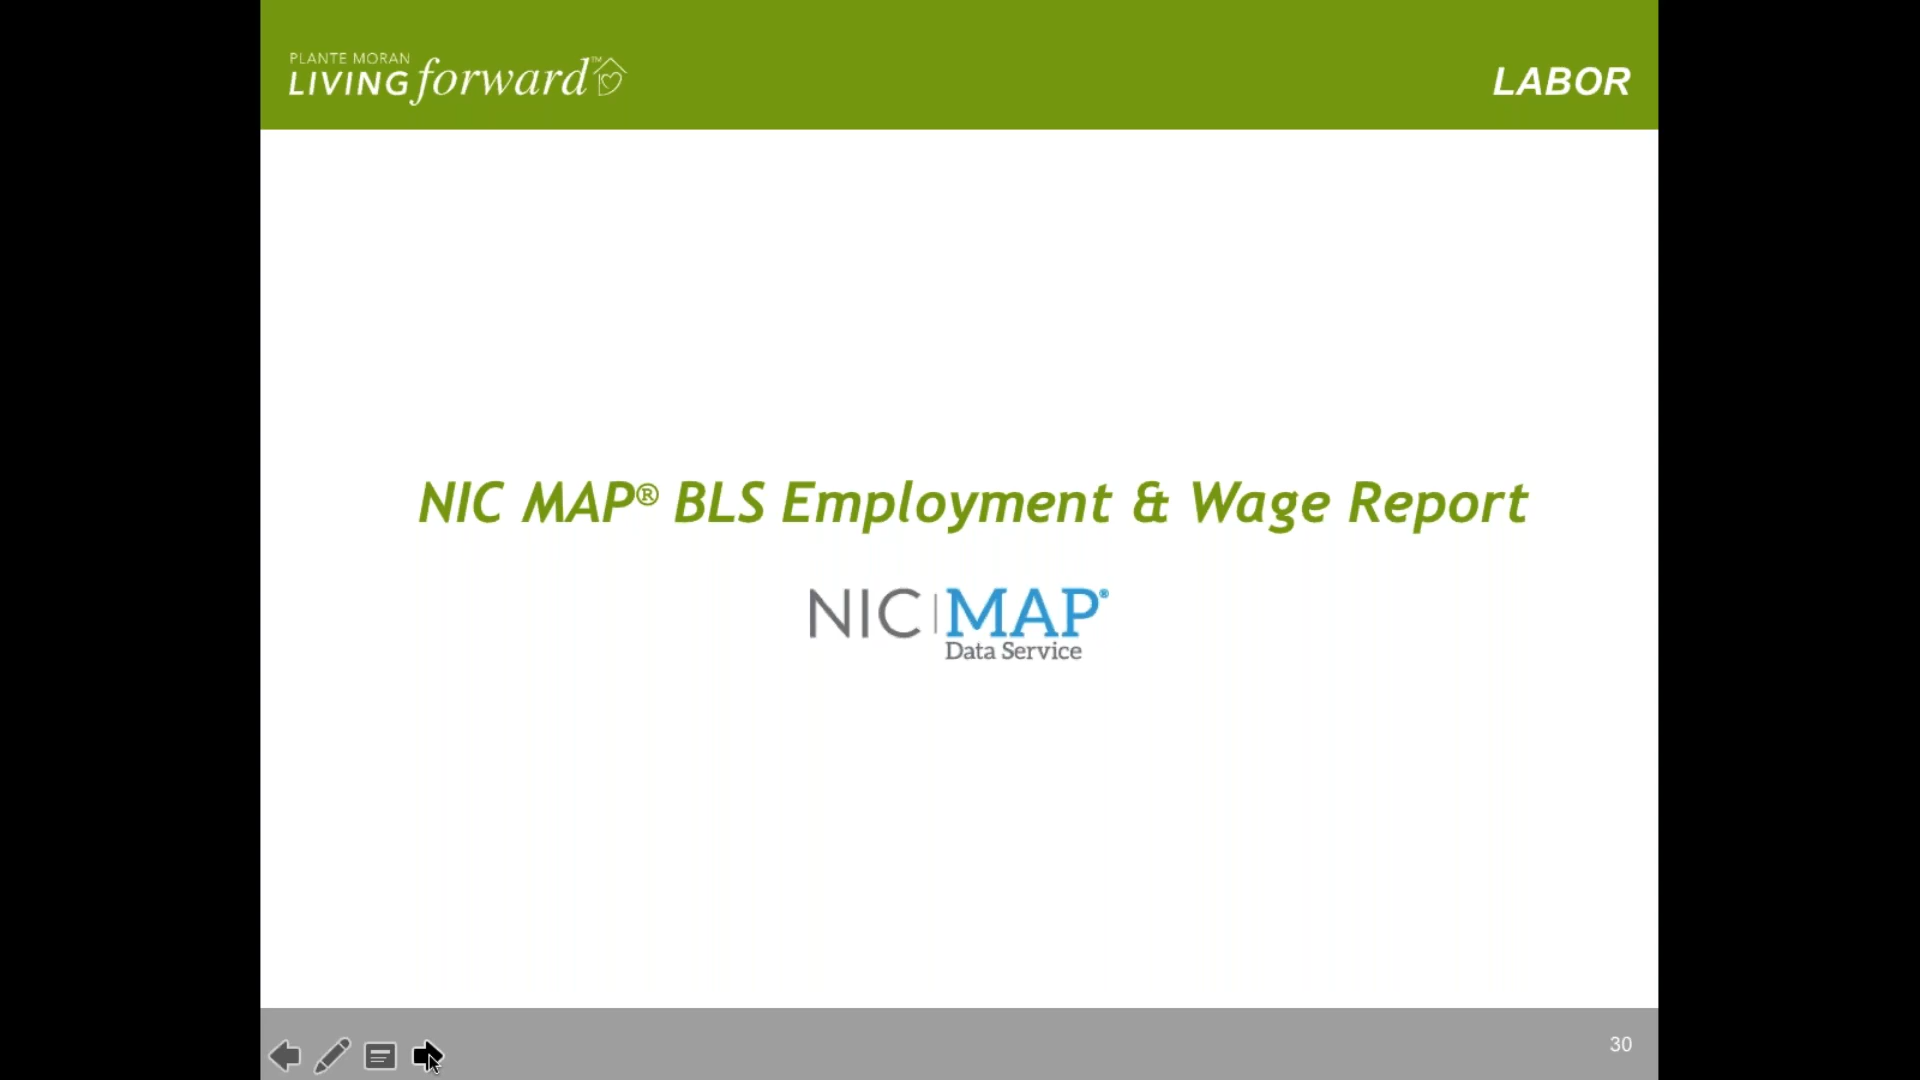 PLANTE MORAN
LIVING forward™
LABOR
NIC MAP® BLS Employment & Wage Report
NIC MAP®
Data Service
30